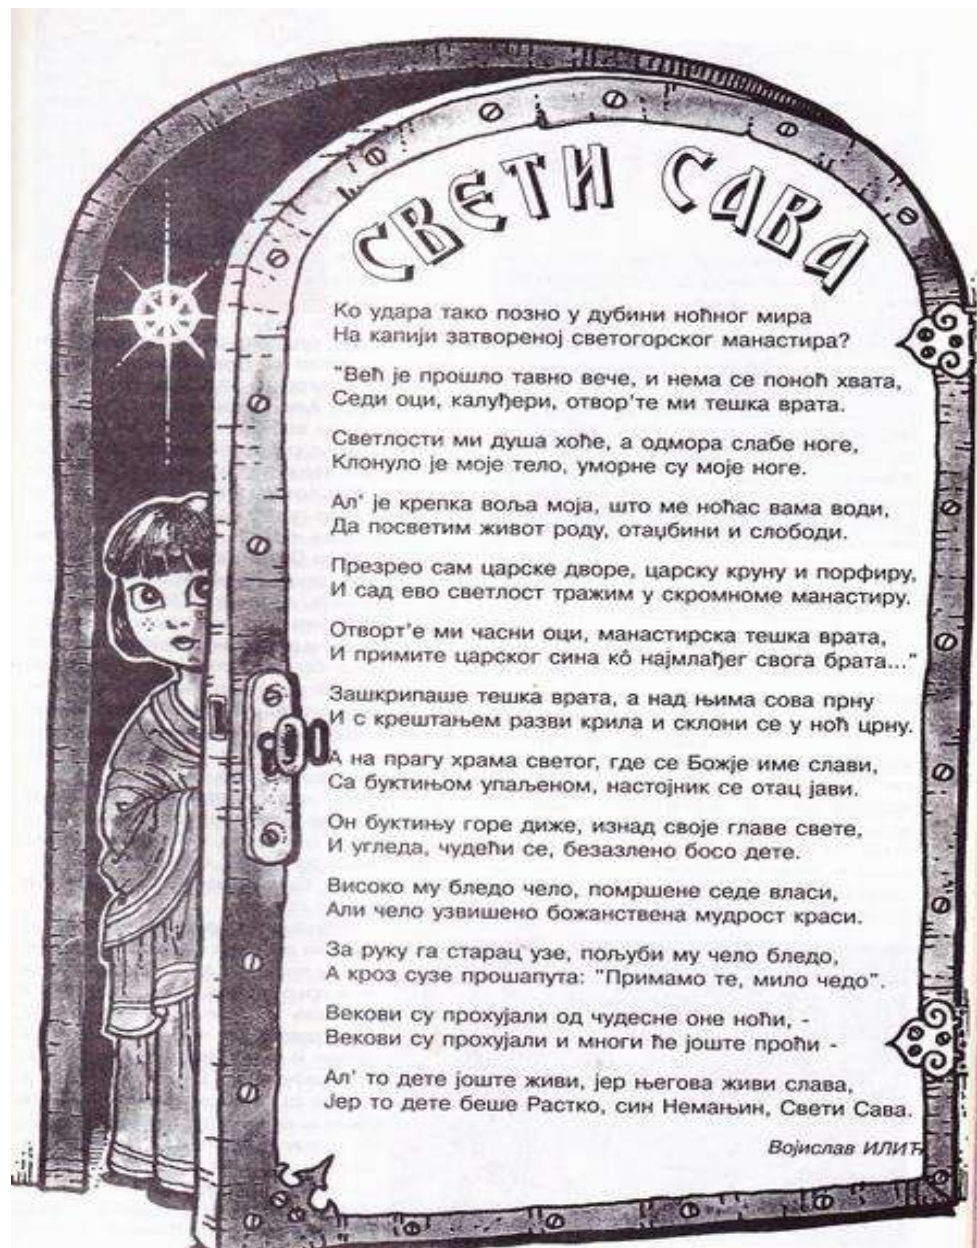 СВЕТИ САВА
Ко удара тако позно у дубини ноћног мира
На капији затвореној светогорског манастира?
"Већ је прошло тавно вече, и нема се поноћ хвата,
Седи оци, калуђери, отвор'те ми тешка врата.
Светлости ми душа хоће, а одмора слабе ноге,
Клонуло је моје тело, уморне су моје ноге.
Ал' је крепка воља моја, што ме ноћас вама води,
Да посветим живот роду, отаџбини и слободи.
Презрео сам царске дворе, царску круну и порфиру,
И сад ево светлост тражим у скромноме манастиру.
Отворт'е ми часни оци, манастирска тешка врата,
И примите царског сина кô најмлађег свога брата..."
Зашкрипаше тешка врата, а над њима сова прну
И с крештањем разви крила и склони се у ноћ црну.
А на прагу храма светог, где се Божје име слави,
Са буктињом упаљеном, настојник се отац јави.
Он буктињу горе диже, изнад своје главе свете,
И угледа, чудећи се, безазлено босо дете.
Високо му бледо чело, помршене седе власи,
Али чело узвишено божанствена мудрост краси.
За руку га старац узе, пољуби му чело бледо,
А кроз сузе прошапута: "Примамо те, мило чедо".
Векови су прохујали од чудесне оне ноћи, -
Векови су прохујали и многи ће јоште проћи -
Ал' то дете јоште живи, јер његова живи слава,
Јер то дете беше Растко, син Немањин, Свети Сава.
Војислав ИЛИЋ